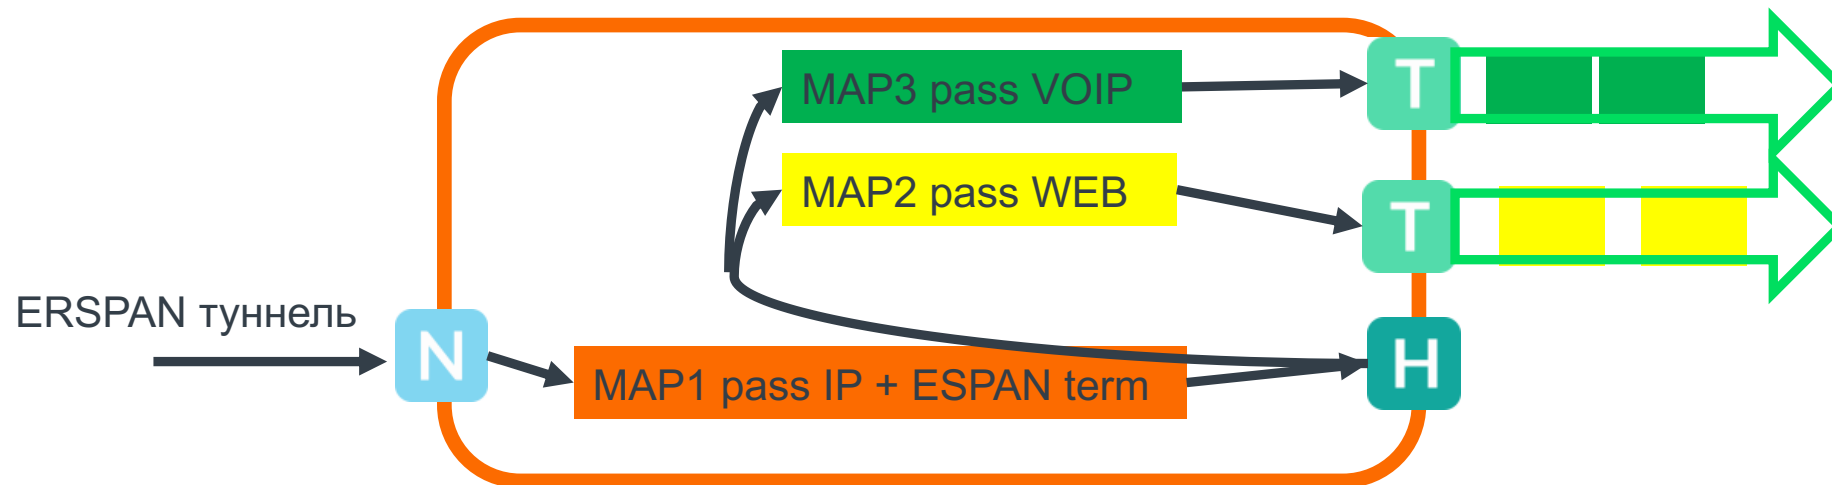 MAP3 pass VOIP
T
MAP2 pass WEB
T
ERSPAN туннель
N
MAP1 pass IP + ESPAN term
H